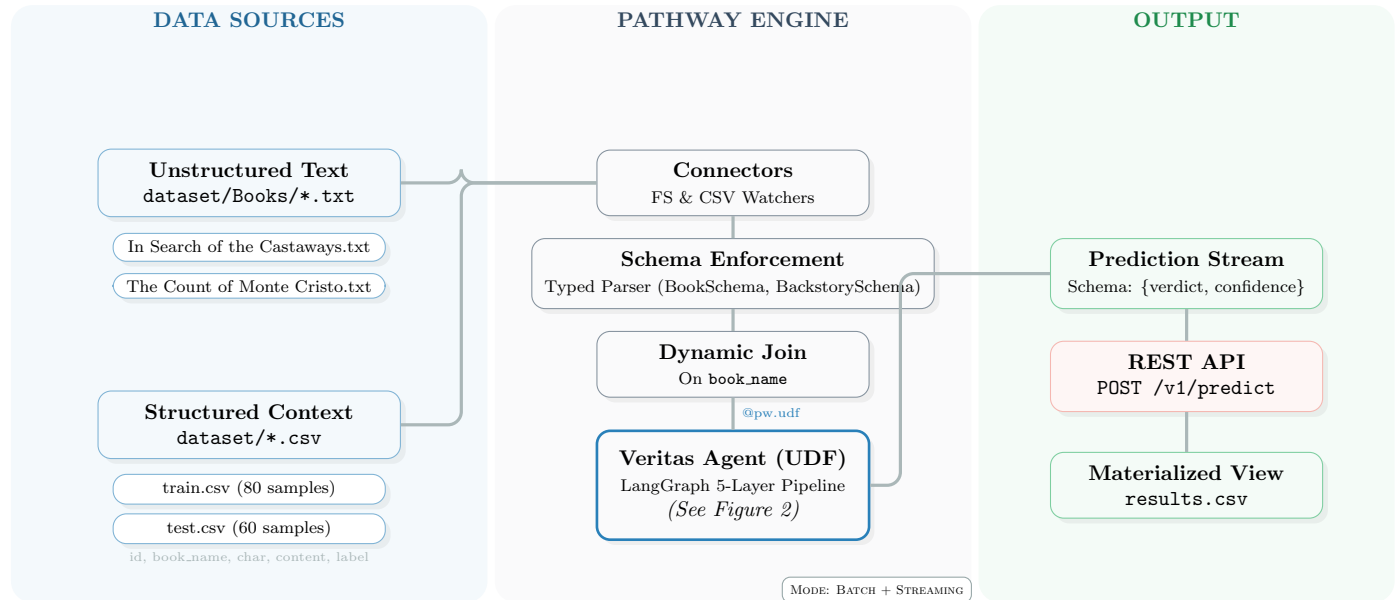 DATA SOURCES
Unstructured Text
dataset/Books/*.txt
In Search of the Castaways.txt
The Count of Monte Cristo.txt
Structured Context
dataset/*.csv
train.csv (80 samples)
test.csv (60 samples)
id, book_name, char, content, label
PATHWAY ENGINE
Connectors
FS & CSV Watchers
Schema Enforcement
Typed Parser (BookSchema, BackstorySchema)
Dynamic Join
On book_name
@pw.udf
Veritas Agent (UDF)
LangGraph 5-Layer Pipeline
(See Figure 2)
Mode: Batch + Streaming
OUTPUT
Prediction Stream
Schema: {verdict, confidence}
REST API
POST /v1/predict
Materialized View
results.csv